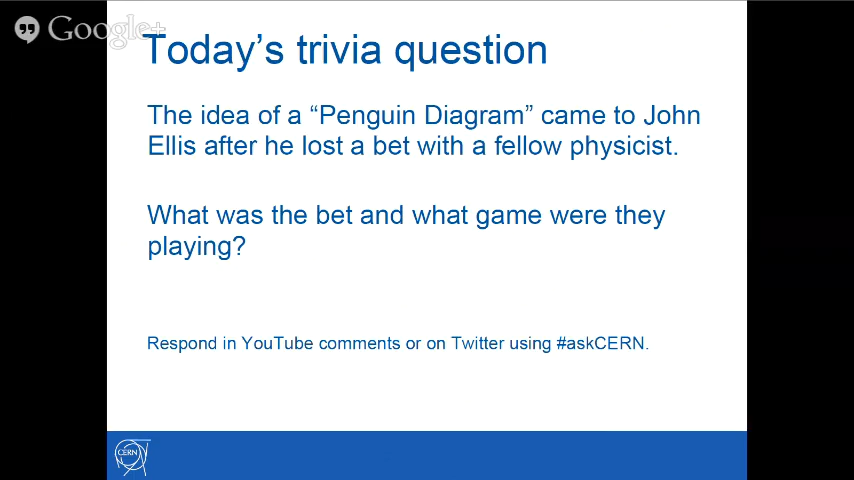 Google+
Today's trivia question
The idea of a “Penguin Diagram” came to John
Ellis after he lost a bet with a fellow physicist.
What was the bet and what game were they
playing?
Respond in YouTube comments or on Twitter using #askCERN.
CERN